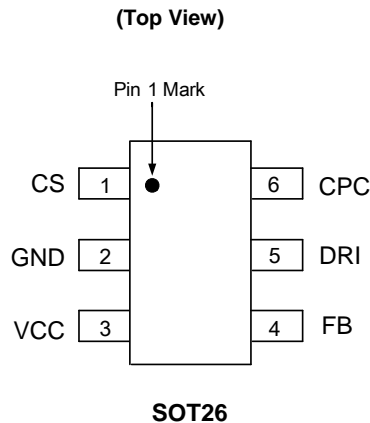 (Top View)
Pin 1 Mark
CS 1 6 CPC
GND 2 5 DRI
VCC 3 4 FB
SOT26